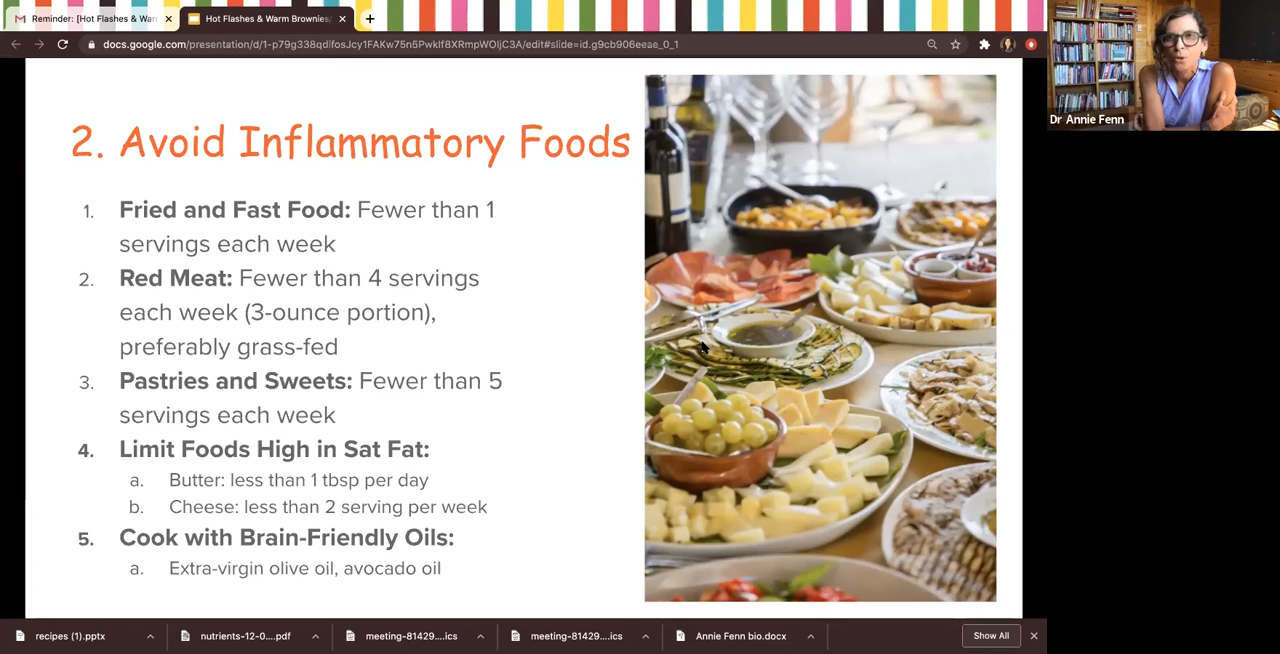 Reminder: [Hot Flashes & War
Hot Flashes & Warm Brownies/
docs.google.com/presentation/d/1-p79g338qdifosJcy1FAKw75n5PwkIf8XRmpWOIjC3A/edit#slide=id.g9cb906eeae_0_1
Dr Annie Fenn
2. Avoid Inflammatory Foods
1. Fried and Fast Food: Fewer than 1
servings each week
2. Red Meat: Fewer than 4 servings
each week (3-ounce portion),
preferably grass-fed
3. Pastries and Sweets: Fewer than 5
servings each week
4. Limit Foods High in Sat Fat:
a. Butter: less than 1 tbsp per day
b. Cheese: less than 2 serving per week
5. Cook with Brain-Friendly Oils:
a. Extra-virgin olive oil, avocado oil
recipes (1).pptx
nutrients-12-0....pdf
meeting-81429....ics
meeting-81429....ics
Annie Fenn bio.docx
Show All